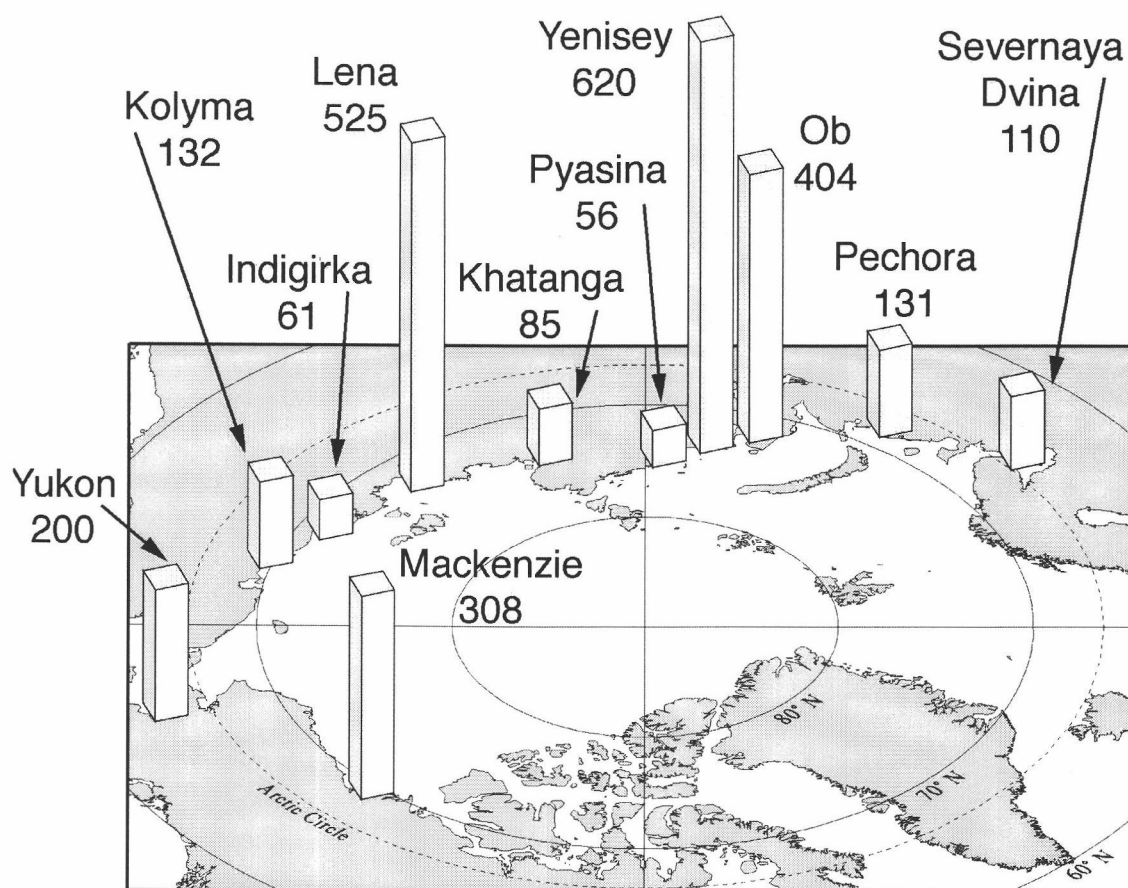 Yenisey
620
Severnaya
Dvina
110
Lena
525
Kolyma
132
Ob
404
Pyasina
56
Pechora
131
Indigirka
61
Khatanga
85
Yukon
200
Mackenzie
308
80° N
70° N
60° N
Arctic Circle